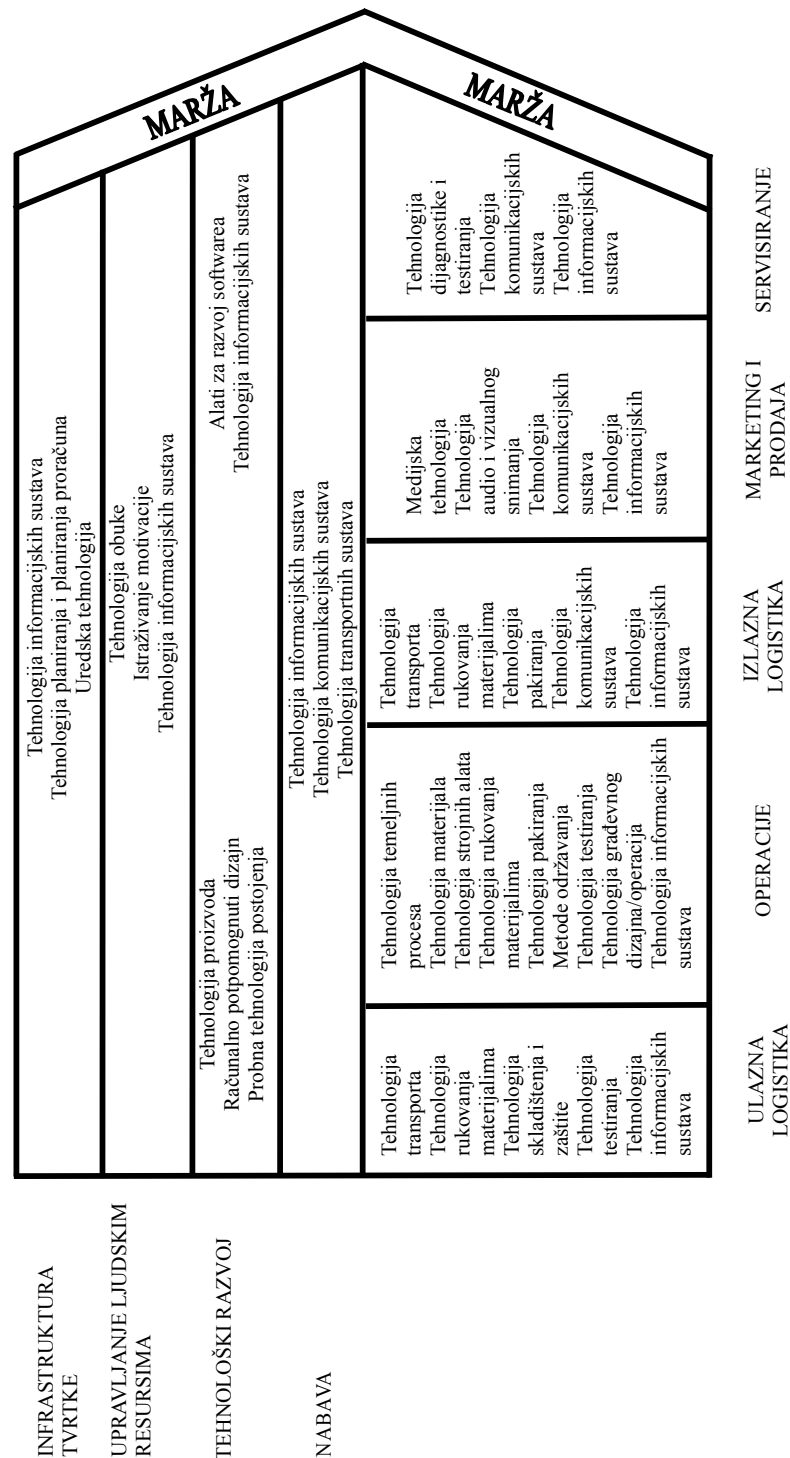 INFRASTRUKTURA
TVRTKE
Tehnologija informacijskih sustava
Tehnologija planiranja i planiranja proračuna
Uredska tehnologija
UPRAVLJANJE LJUDSKIM
RESURSIMA
Tehnologija obuke
Istraživanje motivacije
Tehnologija informacijskih sustava
TEHNOLOŠKI RAZVOJ
Tehnologija proizvoda
Računalno potpomognuti dizajn
Probna tehnologija postojenja
Alati za razvoj softwarea
Tehnologija informacijskih sustava
NABAVA
Tehnologija informacijskih sustava
Tehnologija komunikacijskih sustava
Tehnologija transportnih sustava
MARŽA
MARŽA
Tehnologija
transporta
Tehnologija
rukovanja
materijalima
Tehnologija
skladištenja i
zaštite
Tehnologija
testiranja
Tehnologija
informacijskih
sustava
ULAZNA
LOGISTIKA
Tehnologija temeljnih
procesa
Tehnologija materijala
Tehnologija strojnih alata
Tehnologija rukovanja
materijalima
Tehnologija pakiranja
Metode održavanja
Tehnologija testiranja
Tehnologija građevnog
dizajna/operacija
Tehnologija informacijskih
sustava
OPERACIJE
Tehnologija
transporta
Tehnologija
rukovanja
materijalima
Tehnologija
pakiranja
Tehnologija
komunikacijskih
sustava
Tehnologija
informacijskih
sustava
IZLAZNA
LOGISTIKA
Medijska
tehnologija
Tehnologija
audio i vizualnog
snimanja
Tehnologija
komunikacijskih
sustava
Tehnologija
informacijskih
sustava
MARKETING I
PRODAJA
Tehnologija
dijagnostike i
testiranja
Tehnologija
komunikacijskih
sustava
Tehnologija
informacijskih
sustava
SERVISIRANJE